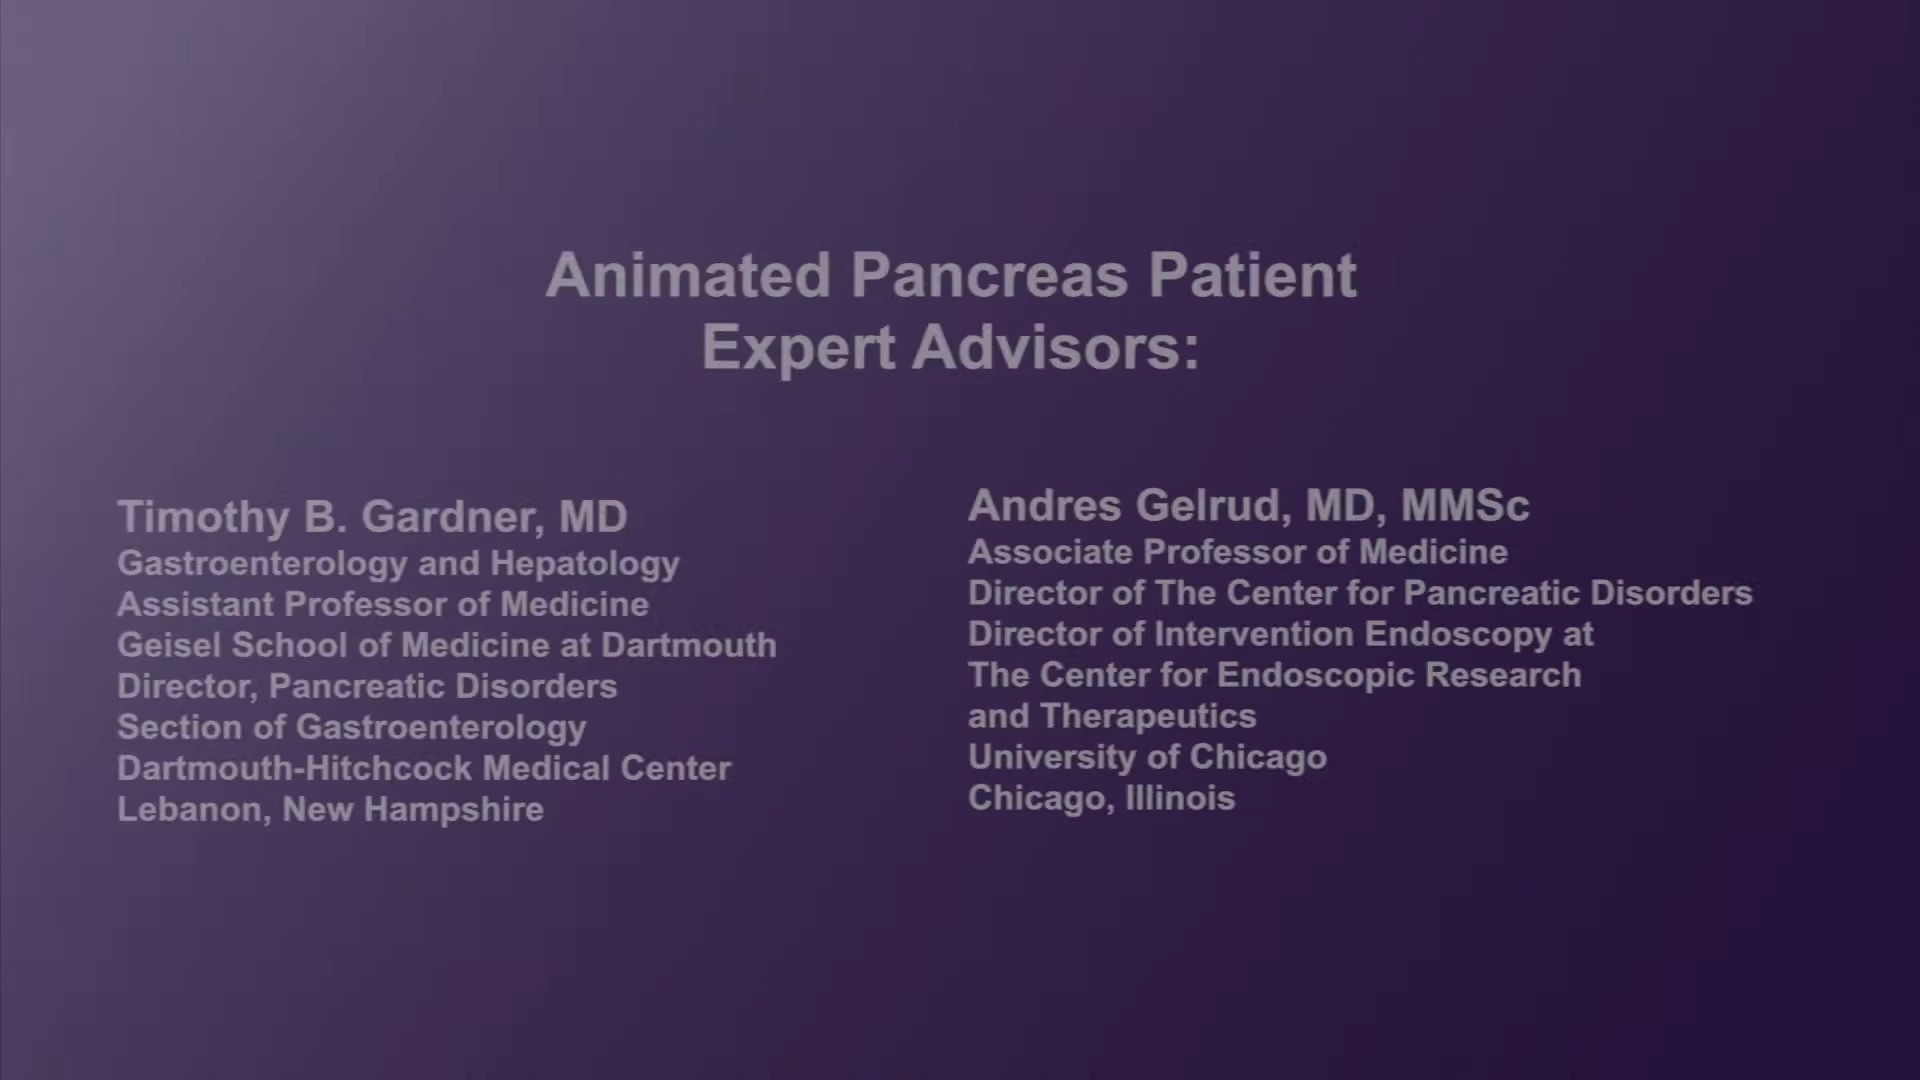 Animated Pancreas Patient
Expert Advisors:
Timothy B. Gardner, MD
Gastroenterology and Hepatology
Assistant Professor of Medicine
Geisel School of Medicine at Dartmouth
Director, Pancreatic Disorders
Section of Gastroenterology
Dartmouth-Hitchcock Medical Center
Lebanon, New Hampshire
Andres Gelrud, MD, MMSc
Associate Professor of Medicine
Director of The Center for Pancreatic Disorders
Director of Intervention Endoscopy at
The Center for Endoscopic Research
and Therapeutics
University of Chicago
Chicago, Illinois